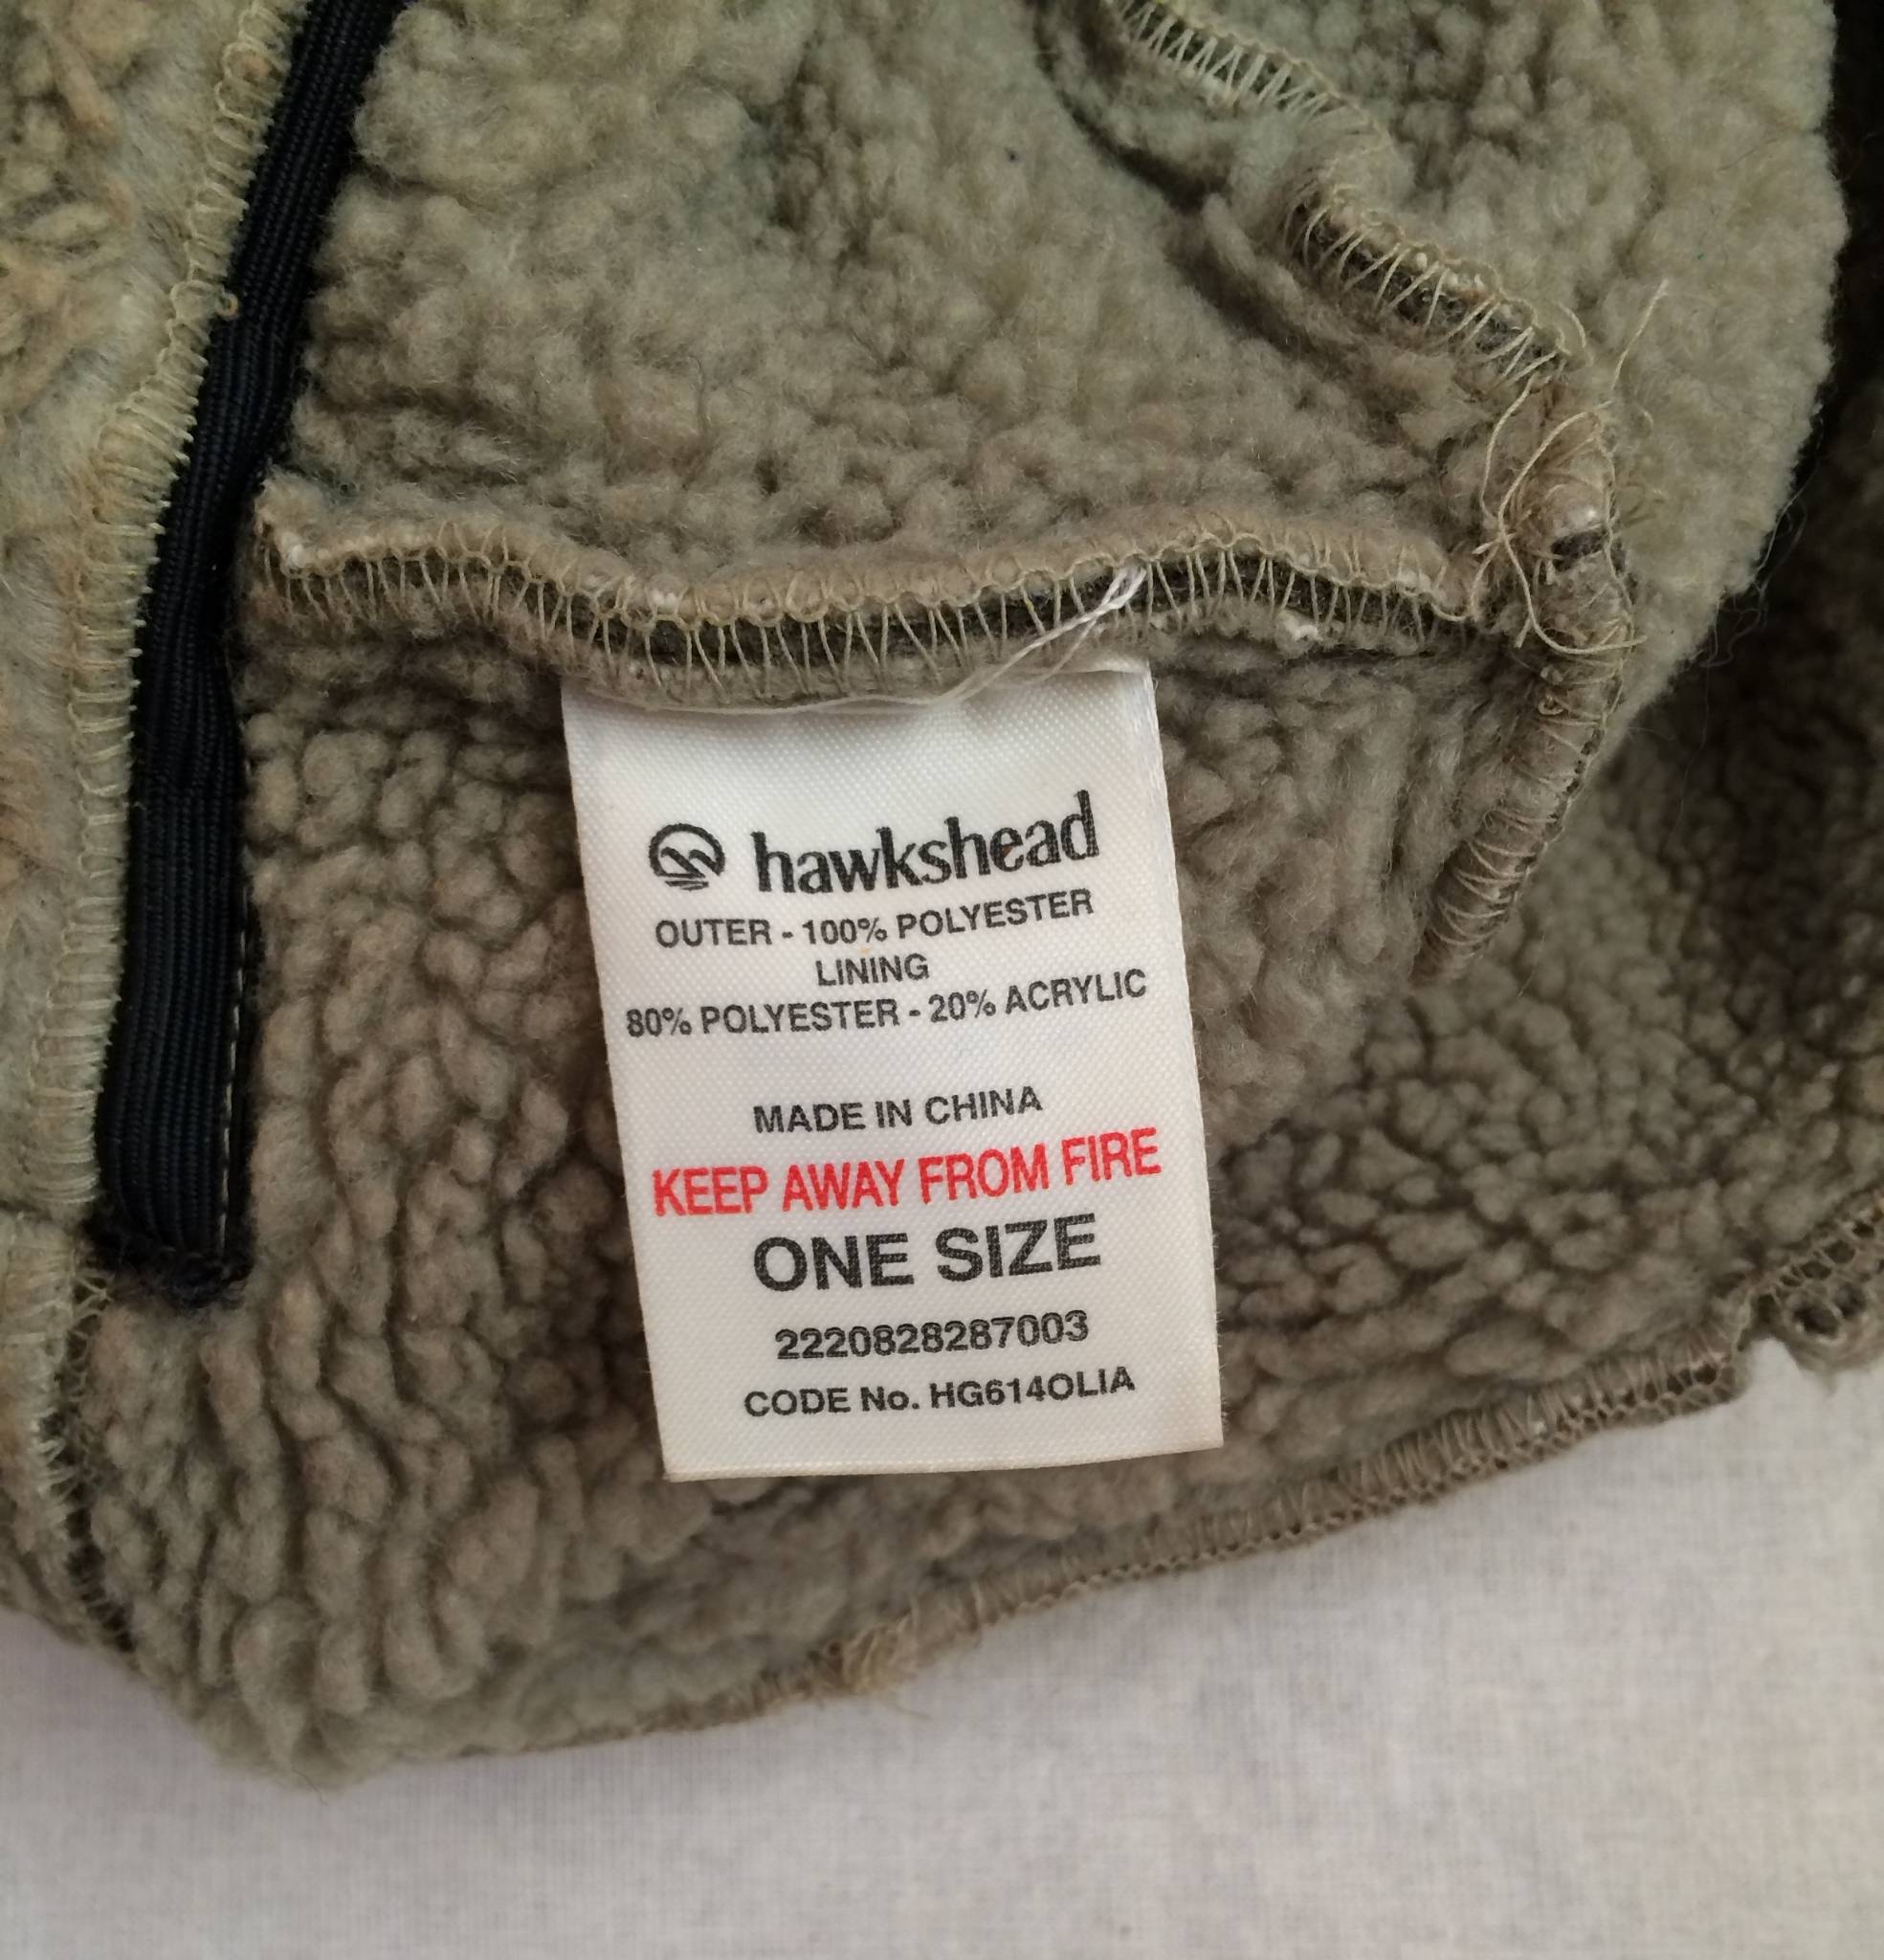 hawkshead
OUTER - 100% POLYESTER
LINING
80% POLYESTER - 20% ACRYLIC
MADE IN CHINA
KEEP AWAY FROM FIRE
ONE SIZE
2220828287003
CODE No. HG614OLIA